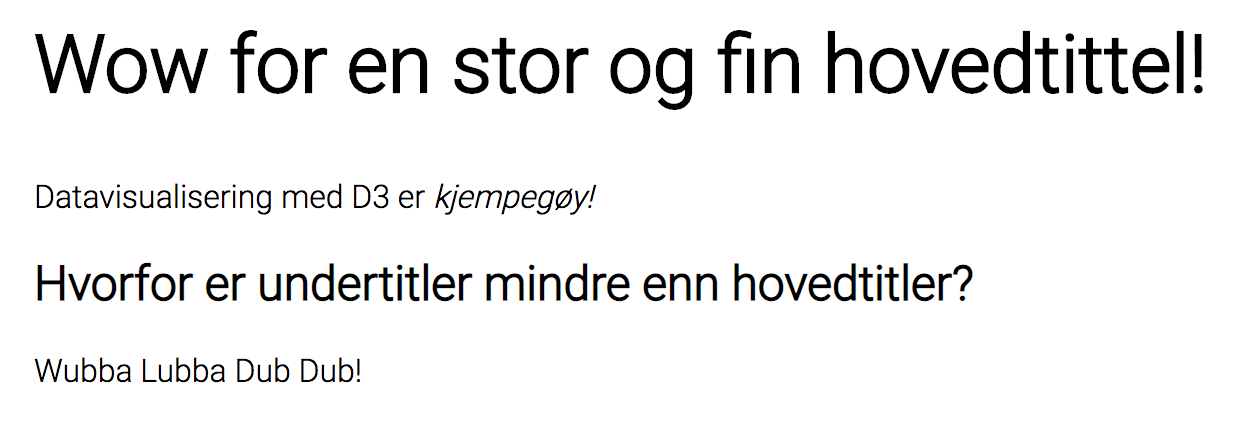 Wow for en stor og fin hovedtittel!
Datavisualisering med D3 er kjempegøy!
Hvorfor er undertitler mindre enn hovedtitler?
Wubba Lubba Dub Dub!